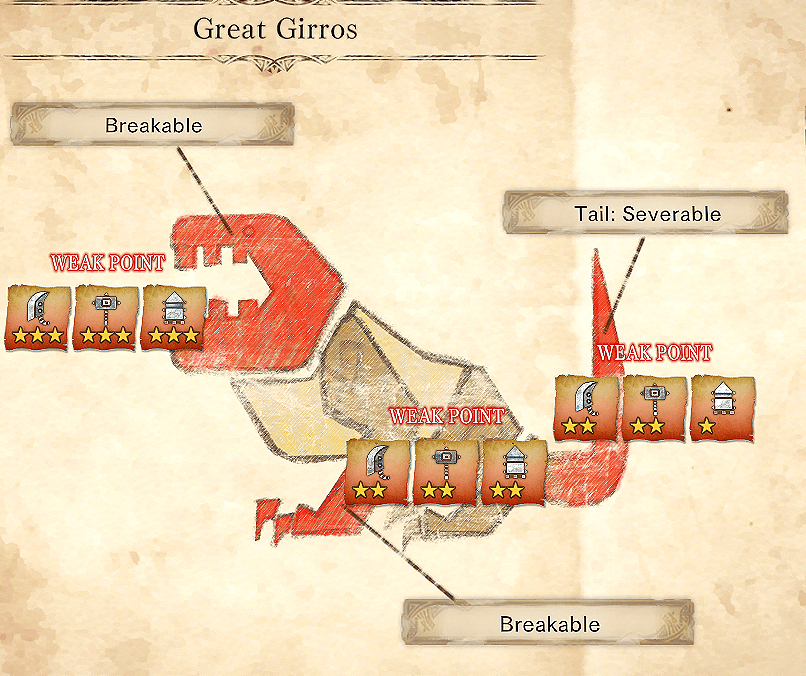 Great Girros
Breakable
Tail: Severable
WEAK POINT
WEAK POINT
WEAK POINT
Breakable